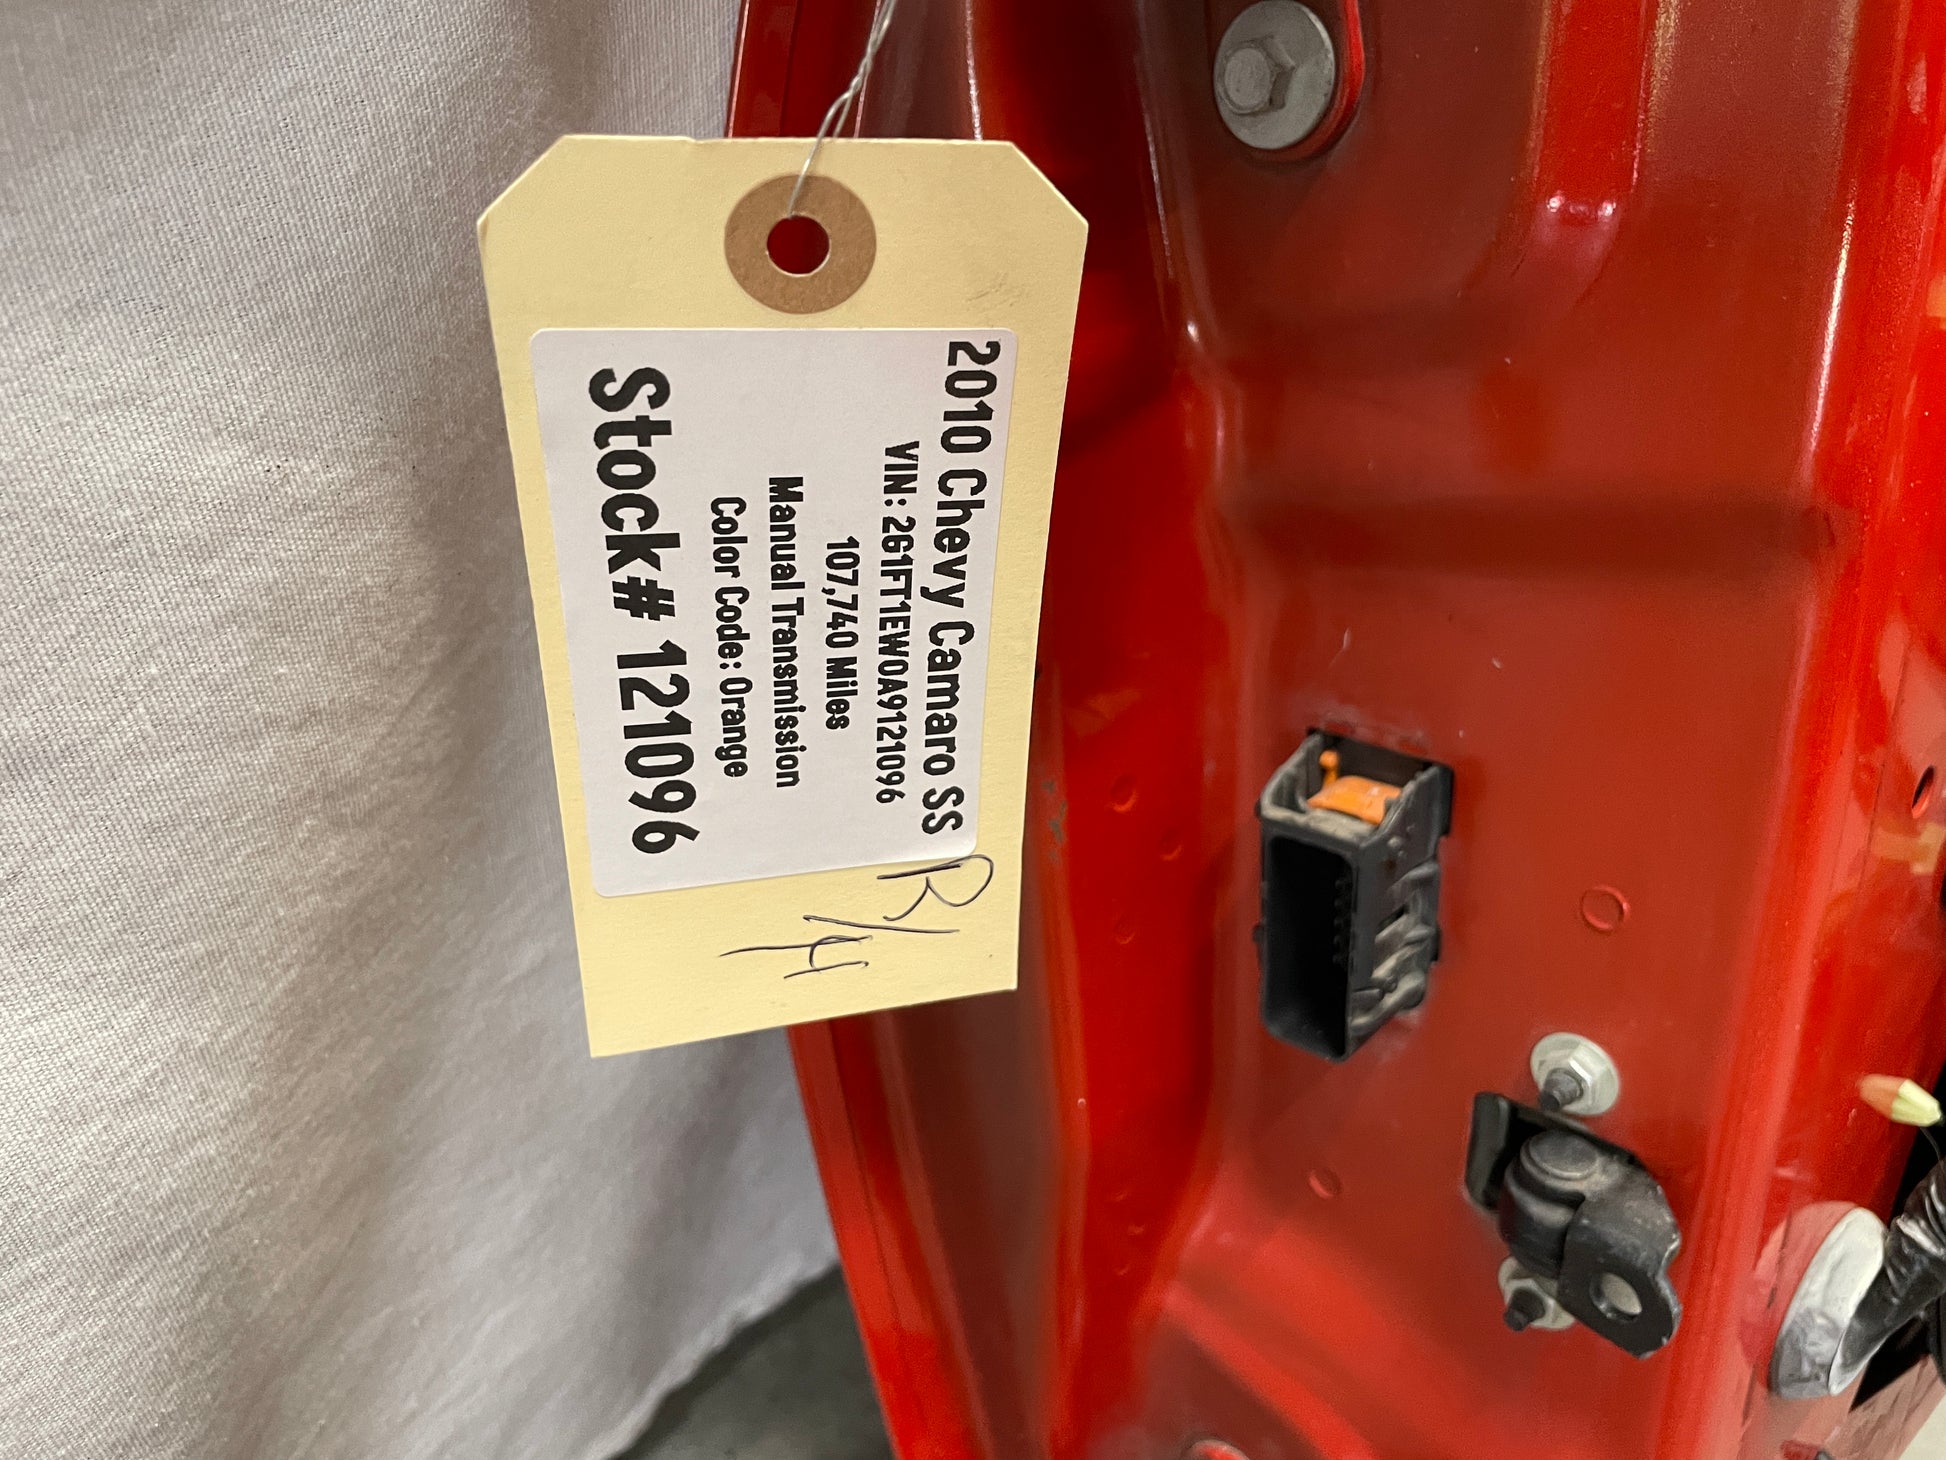 2010 Chevy Camaro SS
VIN: 2G1FT1EW0A9121096
107,740 Miles
Manual Transmission
Color Code: Orange
Stock# 121096
R/H